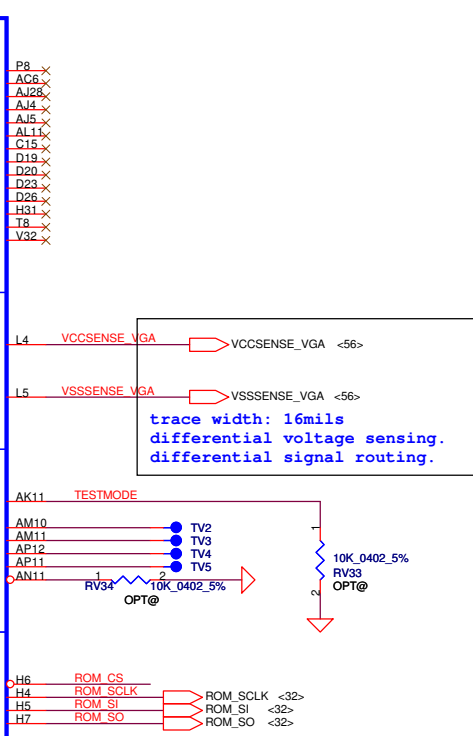 P8
AC6
AJ28
AJ4
AJ5
AL11
C15
D19
D20
D23
D26
H31
T8
V32
L4 VCCSENSE_VGA VCCSENSE_VGA <56>
L5 VSSSENSE_VGA VSSSENSE_VGA <56>
trace width: 16mils
differential voltage sensing.
differential signal routing.
AK11 TESTMODE
1
AM10 TV2
AM11 TV3
AP12 TV4
AP11 TV5
10K_0402_5%
RV33
OPT@
2
AN11 1 2
RV34 10K_0402_5%
OPT@
H6 ROM_CS
H4 ROM_SCLK ROM_SCLK <32>
H5 ROM_SI ROM_SI <32>
H7 ROM_SO ROM_SO <32>